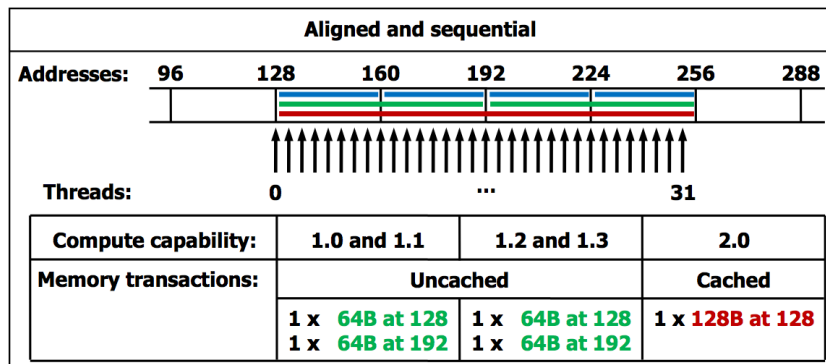 Aligned and sequential
Addresses: 96 128 160 192 224 256 288
Threads: 0 ... 31
Compute capability: 1.0 and 1.1 1.2 and 1.3 2.0
Memory transactions: Uncached Cached
1 x 64B at 128 1 x 64B at 128 1 x 128B at 128
1 x 64B at 192 1 x 64B at 192